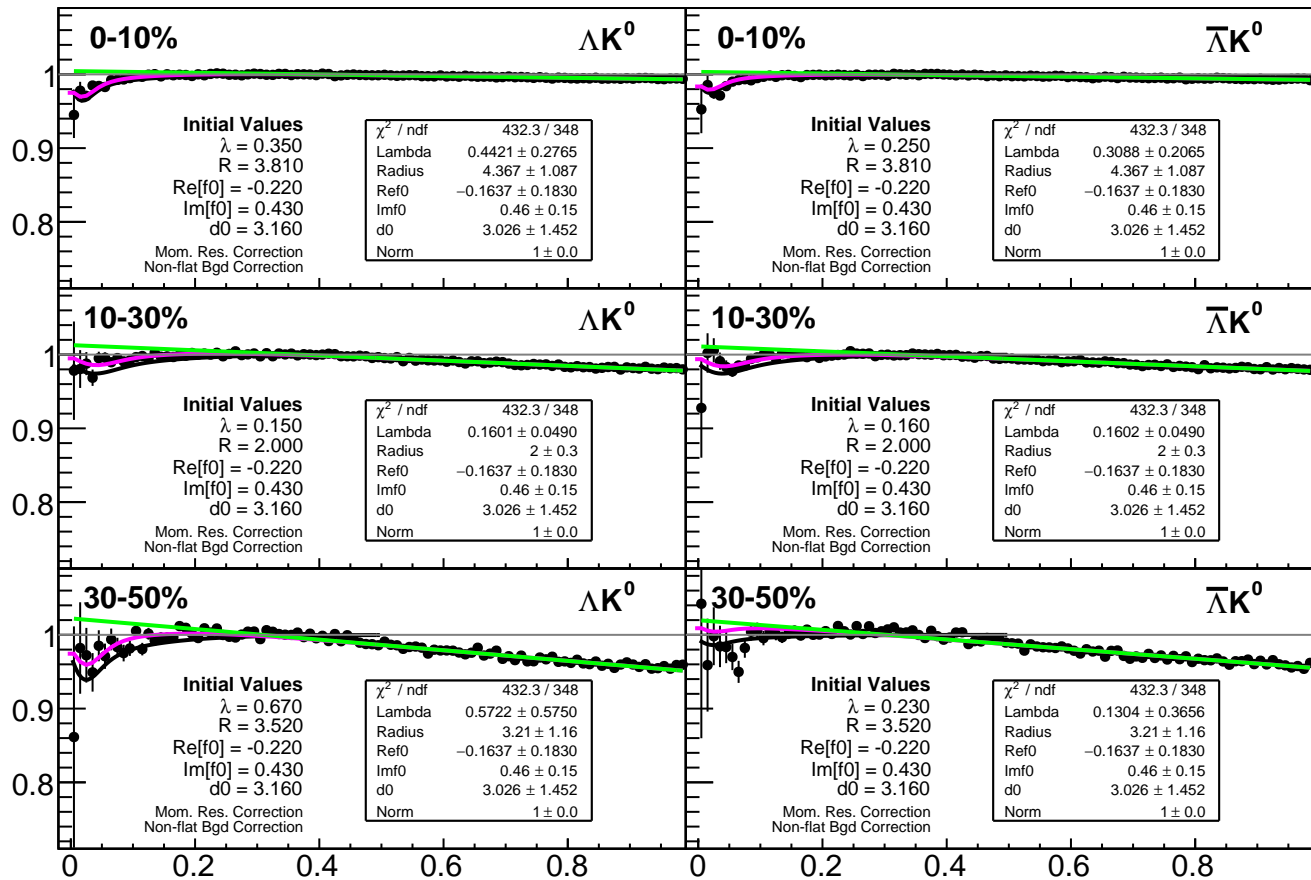 0-10% ΛK⁰
1
0.9
0.8
Initial Values
λ = 0.350
R = 3.810
Re[f0] = -0.220
Im[f0] = 0.430
d0 = 3.160
Mom. Res. Correction
Non-flat Bgd Correction
χ² / ndf 432.3 / 348
Lambda 0.4421 ± 0.2765
Radius 4.367 ± 1.087
Ref0 −0.1637 ± 0.1830
Imf0 0.46 ± 0.15
d0 3.026 ± 1.452
Norm 1 ± 0.0
0-10% Λ̅K⁰
Initial Values
λ = 0.250
R = 3.810
Re[f0] = -0.220
Im[f0] = 0.430
d0 = 3.160
Mom. Res. Correction
Non-flat Bgd Correction
χ² / ndf 432.3 / 348
Lambda 0.3088 ± 0.2065
Radius 4.367 ± 1.087
Ref0 −0.1637 ± 0.1830
Imf0 0.46 ± 0.15
d0 3.026 ± 1.452
Norm 1 ± 0.0
10-30% ΛK⁰
1
0.9
0.8
Initial Values
λ = 0.150
R = 2.000
Re[f0] = -0.220
Im[f0] = 0.430
d0 = 3.160
Mom. Res. Correction
Non-flat Bgd Correction
χ² / ndf 432.3 / 348
Lambda 0.1601 ± 0.0490
Radius 2 ± 0.3
Ref0 −0.1637 ± 0.1830
Imf0 0.46 ± 0.15
d0 3.026 ± 1.452
Norm 1 ± 0.0
10-30% Λ̅K⁰
Initial Values
λ = 0.160
R = 2.000
Re[f0] = -0.220
Im[f0] = 0.430
d0 = 3.160
Mom. Res. Correction
Non-flat Bgd Correction
χ² / ndf 432.3 / 348
Lambda 0.1602 ± 0.0490
Radius 2 ± 0.3
Ref0 −0.1637 ± 0.1830
Imf0 0.46 ± 0.15
d0 3.026 ± 1.452
Norm 1 ± 0.0
30-50% ΛK⁰
1
0.9
0.8
Initial Values
λ = 0.670
R = 3.520
Re[f0] = -0.220
Im[f0] = 0.430
d0 = 3.160
Mom. Res. Correction
Non-flat Bgd Correction
χ² / ndf 432.3 / 348
Lambda 0.5722 ± 0.5750
Radius 3.21 ± 1.16
Ref0 −0.1637 ± 0.1830
Imf0 0.46 ± 0.15
d0 3.026 ± 1.452
Norm 1 ± 0.0
30-50% Λ̅K⁰
Initial Values
λ = 0.230
R = 3.520
Re[f0] = -0.220
Im[f0] = 0.430
d0 = 3.160
Mom. Res. Correction
Non-flat Bgd Correction
χ² / ndf 432.3 / 348
Lambda 0.1304 ± 0.3656
Radius 3.21 ± 1.16
Ref0 −0.1637 ± 0.1830
Imf0 0.46 ± 0.15
d0 3.026 ± 1.452
Norm 1 ± 0.0
0 0.2 0.4 0.6 0.8 0 0.2 0.4 0.6 0.8